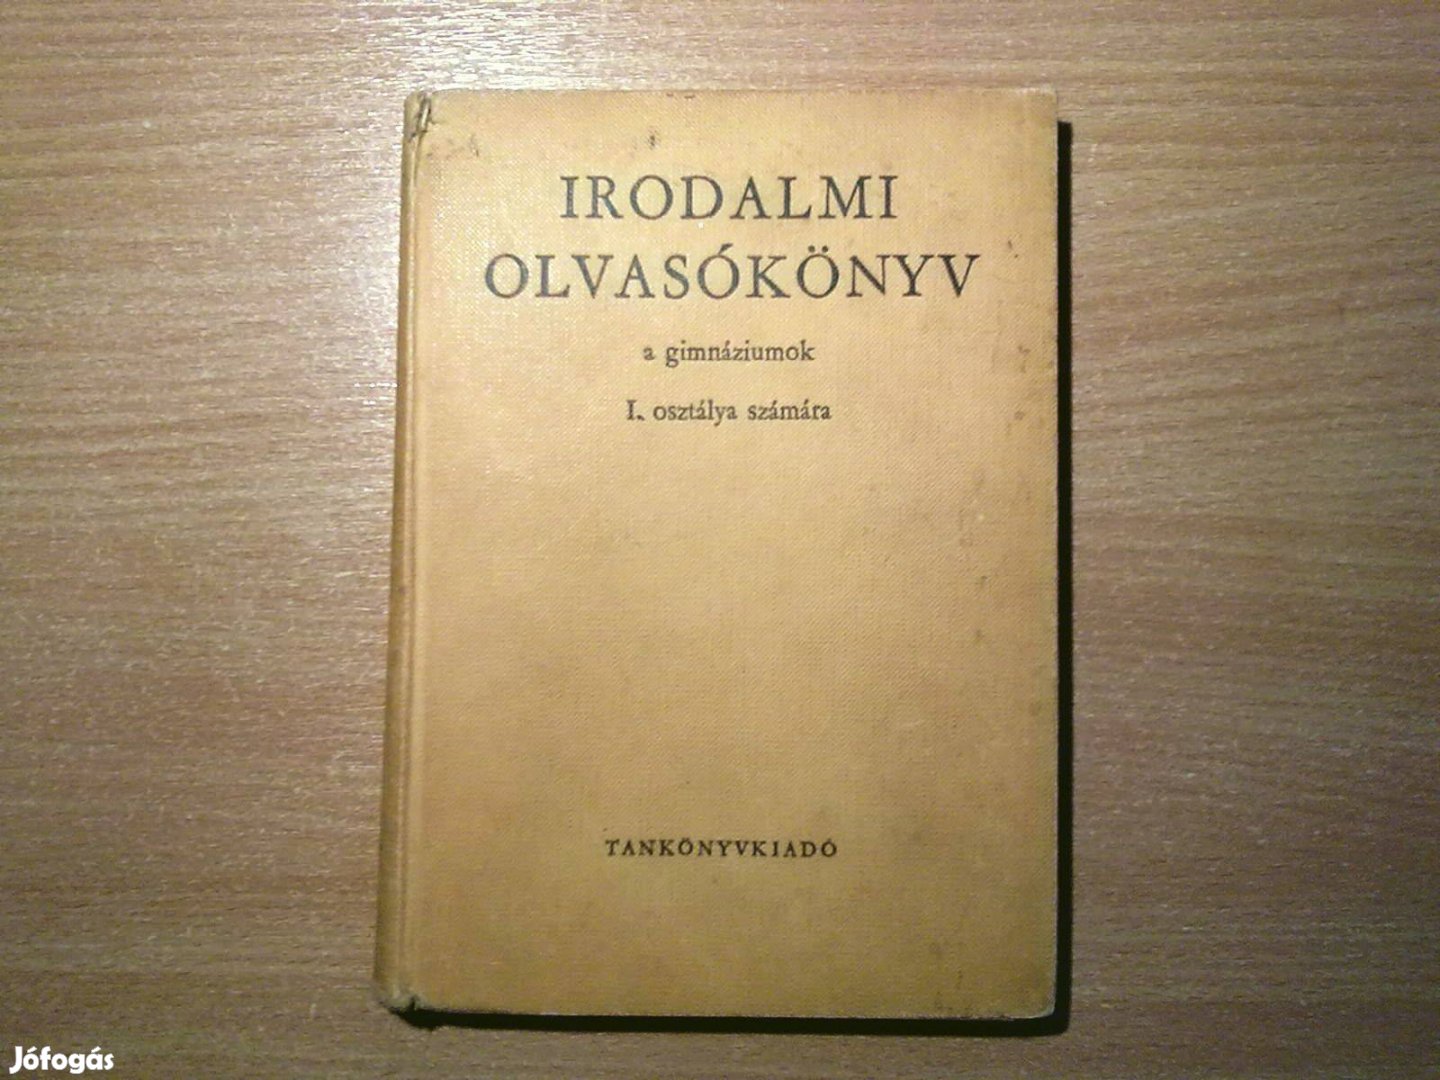 IRODALMI
OLVASÓKÖNYV
a gimnáziumok
I. osztálya számára
TANKÖNYVKIADÓ
Jófogás